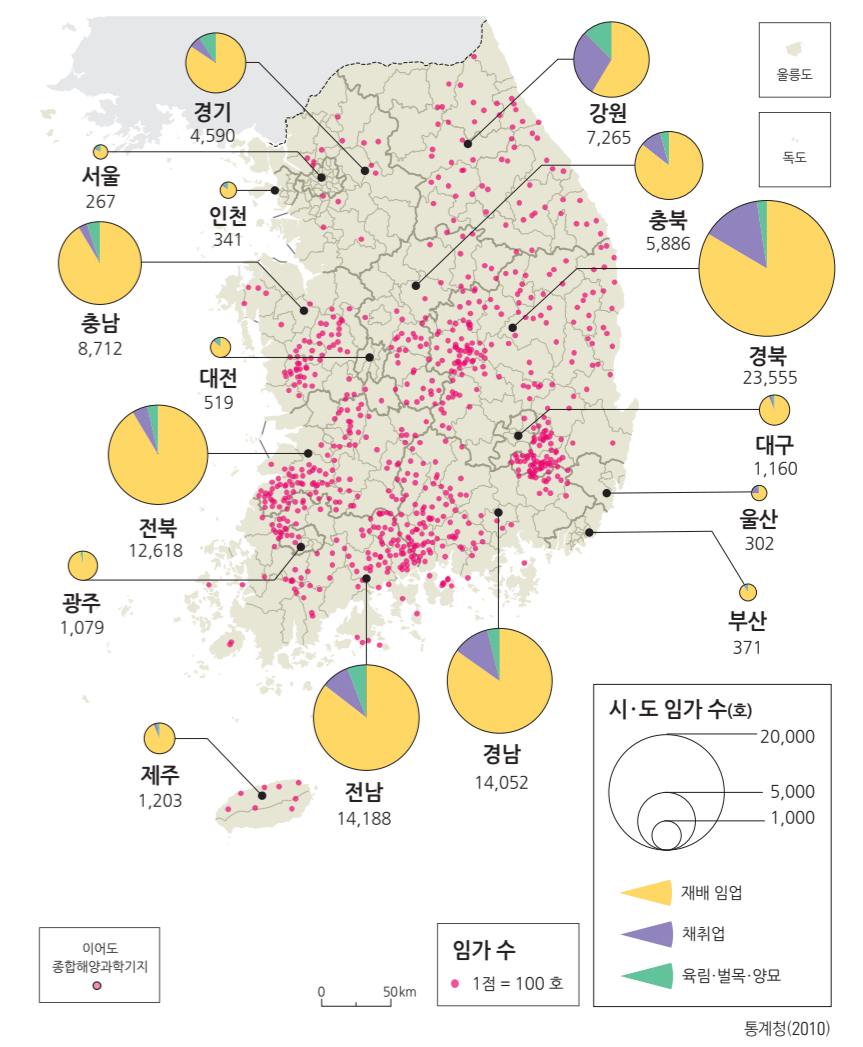 울릉도
독도
경기
4,590
강원
7,265
서울
267
인천
341
충북
5,886
충남
8,712
경북
23,555
대전
519
대구
1,160
전북
12,618
울산
302
광주
1,079
부산
371
경남
14,052
전남
14,188
제주
1,203
시·도 임가 수(호)
20,000
5,000
1,000
재배 임업
채취업
육림·벌목·양묘
이어도
종합해양과학기지
0 50km
임가 수
1점 = 100 호
통계청(2010)